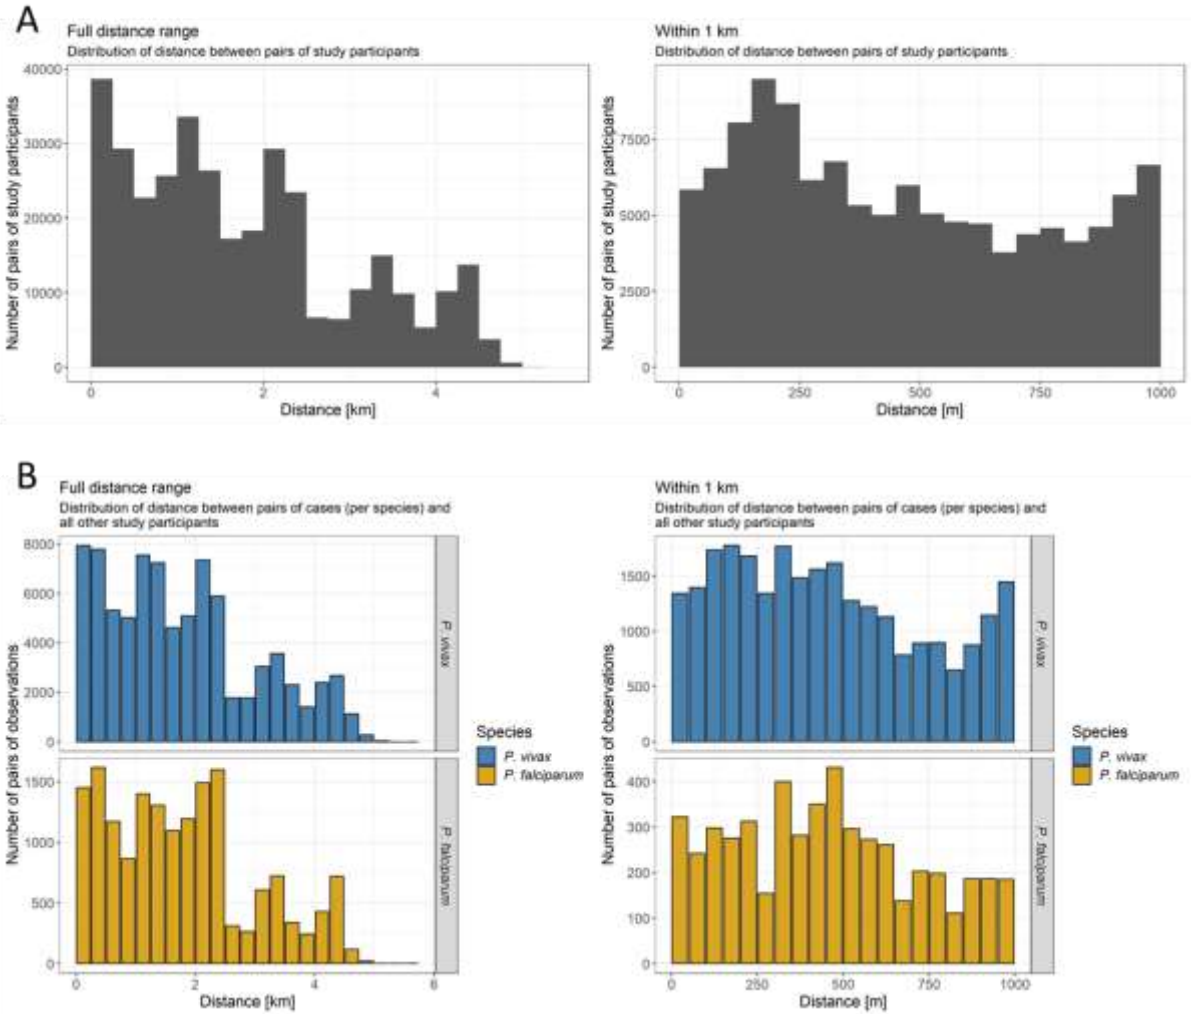 A
Full distance range
Distribution of distance between pairs of study participants
Number of pairs of study participants
40000
30000
20000
10000
0
0 2 4
Distance [km]
Within 1 km
Distribution of distance between pairs of study participants
Number of pairs of study participants
7500
5000
2500
0
0 250 500 750 1000
Distance [m]
B
Full distance range
Distribution of distance between pairs of cases (per species) and
all other study participants
Number of pairs of observations
8000
6000
4000
2000
0
P. vivax
1500
1000
500
0
P. falciparum
0 2 4 6
Distance [km]
Species
P. vivax
P. falciparum
Within 1 km
Distribution of distance between pairs of cases (per species) and
all other study participants
Number of pairs of observations
1500
1000
500
0
P. vivax
400
300
200
100
0
P. falciparum
0 250 500 750 1000
Distance [m]
Species
P. vivax
P. falciparum